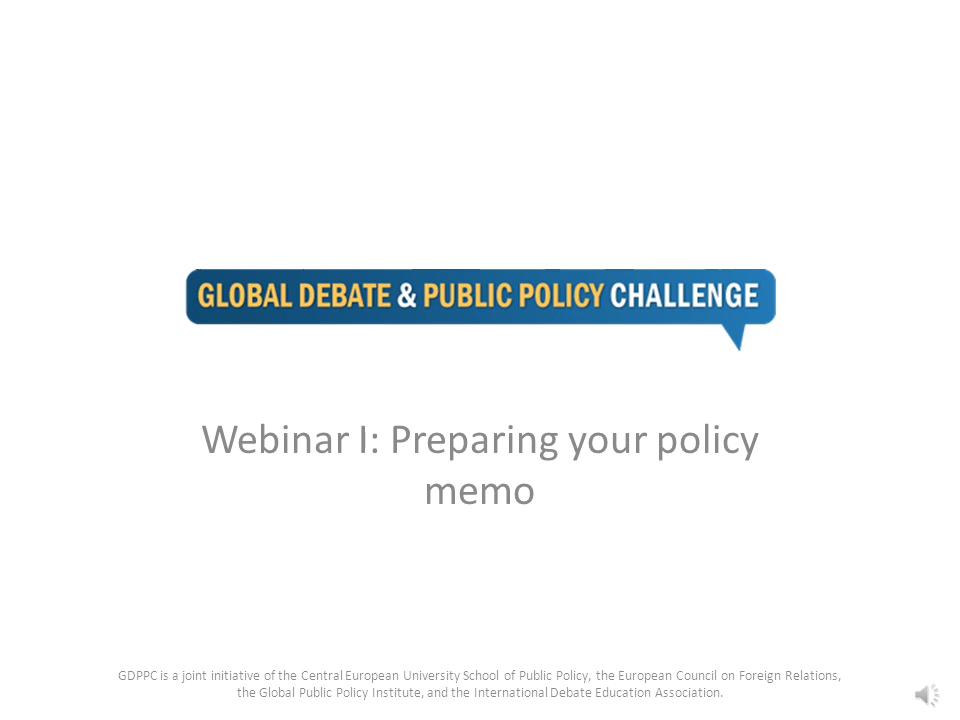 GLOBAL DEBATE & PUBLIC POLICY CHALLENGE
Webinar I: Preparing your policy
memo
GDPPC is a joint initiative of the Central European University School of Public Policy, the European Council on Foreign Relations,
the Global Public Policy Institute, and the International Debate Education Association.